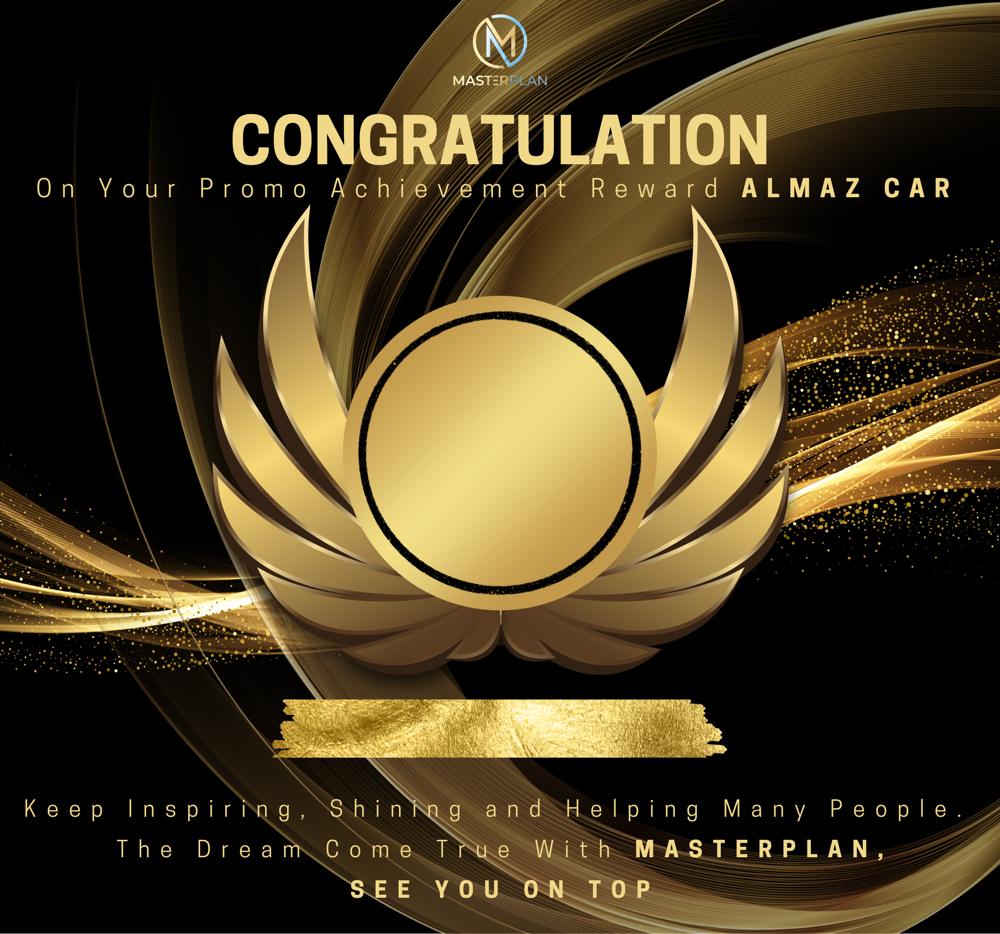 MASTERPLAN
CONGRATULATION
On Your Promo Achievement Reward ALMAZ CAR
Keep Inspiring, Shining and Helping Many People.
The Dream Come True With MASTERPLAN,
SEE YOU ON TOP